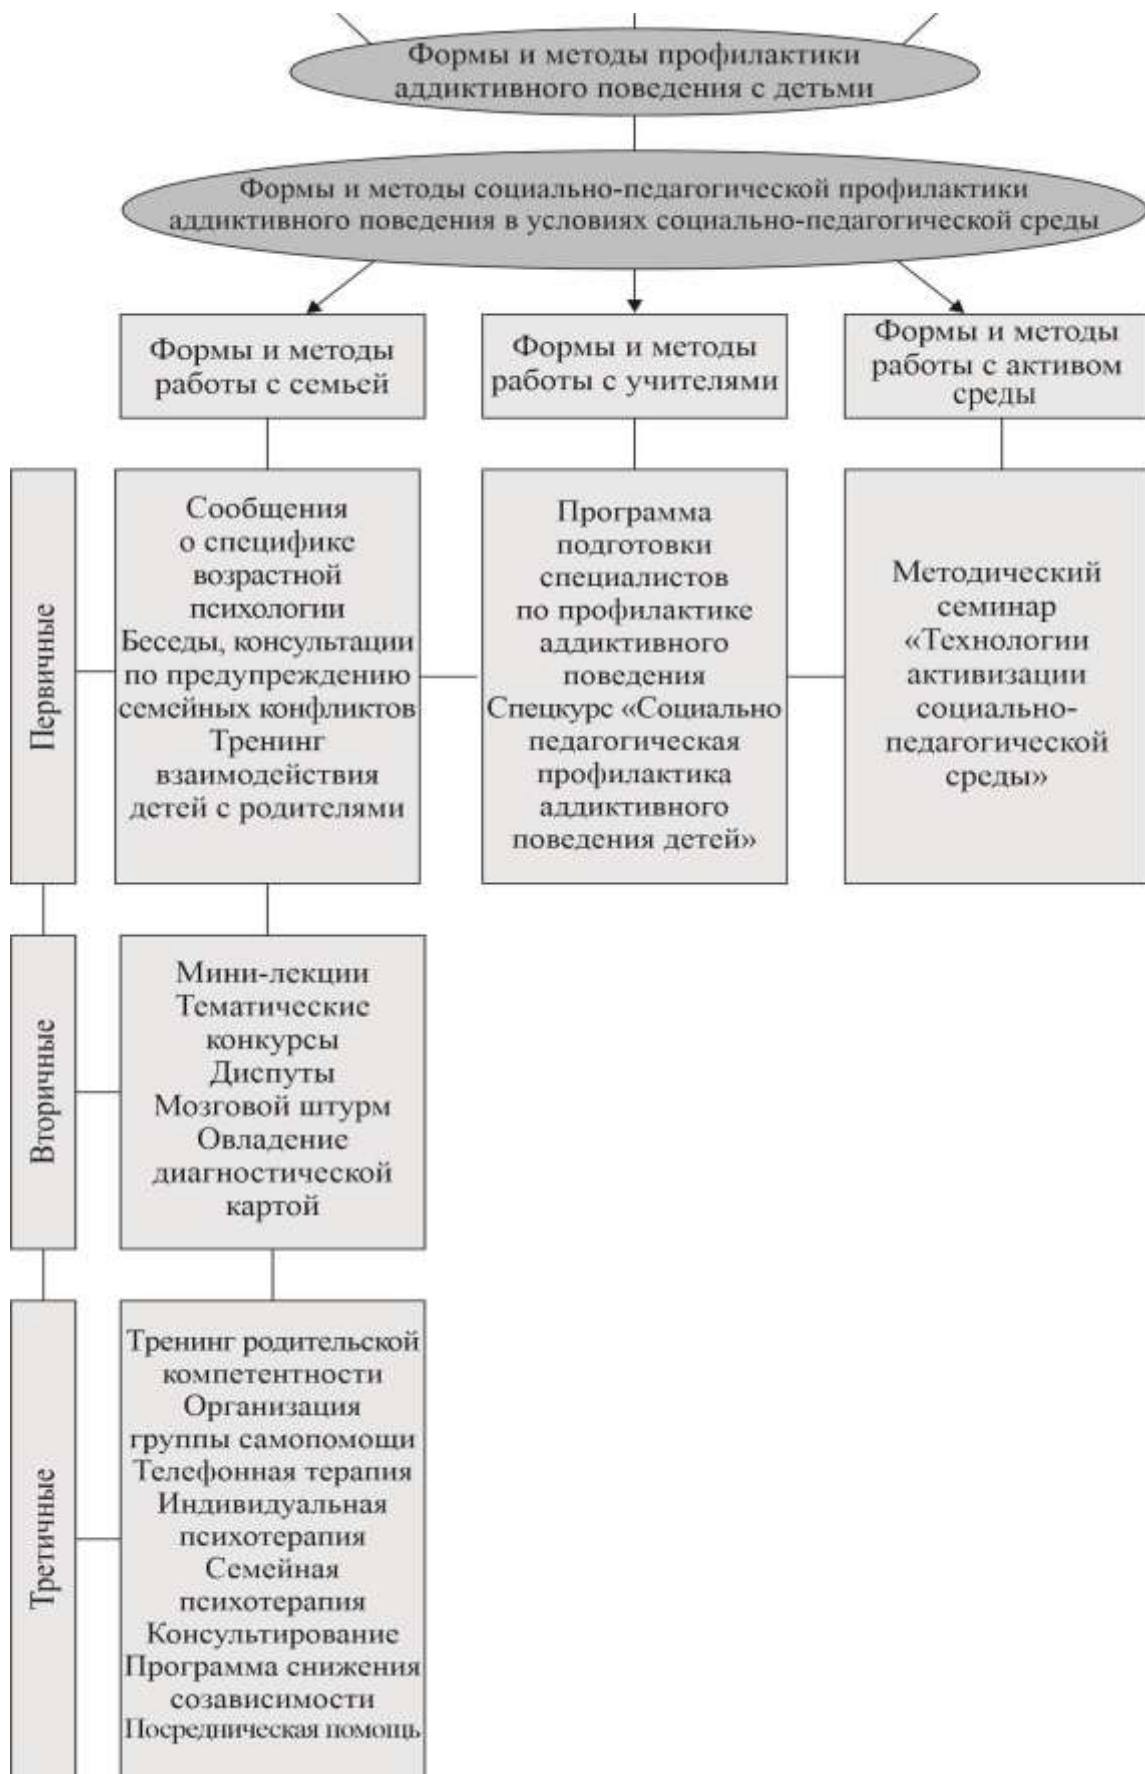 Формы и методы профилактики
аддиктивного поведения с детьми
Формы и методы социально-педагогической профилактики
аддиктивного поведения в условиях социально-педагогической среды
Формы и методы
работы с семьей
Формы и методы
работы с учителями
Формы и методы
работы с активом
среды
Первичные
Сообщения
о специфике
возрастной
психологии
Беседы, консультации
по предупреждению
семейных конфликтов
Тренинг
взаимодействия
детей с родителями
Программа
подготовки
специалистов
по профилактике
аддиктивного
поведения
Спецкурс «Социально
педагогическая
профилактика
аддиктивного
поведения детей»
Методический
семинар
«Технологии
активизации
социально-
педагогической
среды»
Вторичные
Мини-лекции
Тематические
конкурсы
Диспуты
Мозговой штурм
Овладение
диагностической
картой
Третичные
Тренинг родительской
компетентности
Организация
группы самопомощи
Телефонная терапия
Индивидуальная
психотерапия
Семейная
психотерапия
Консультирование
Программа снижения
созависимости
Посредническая помощь